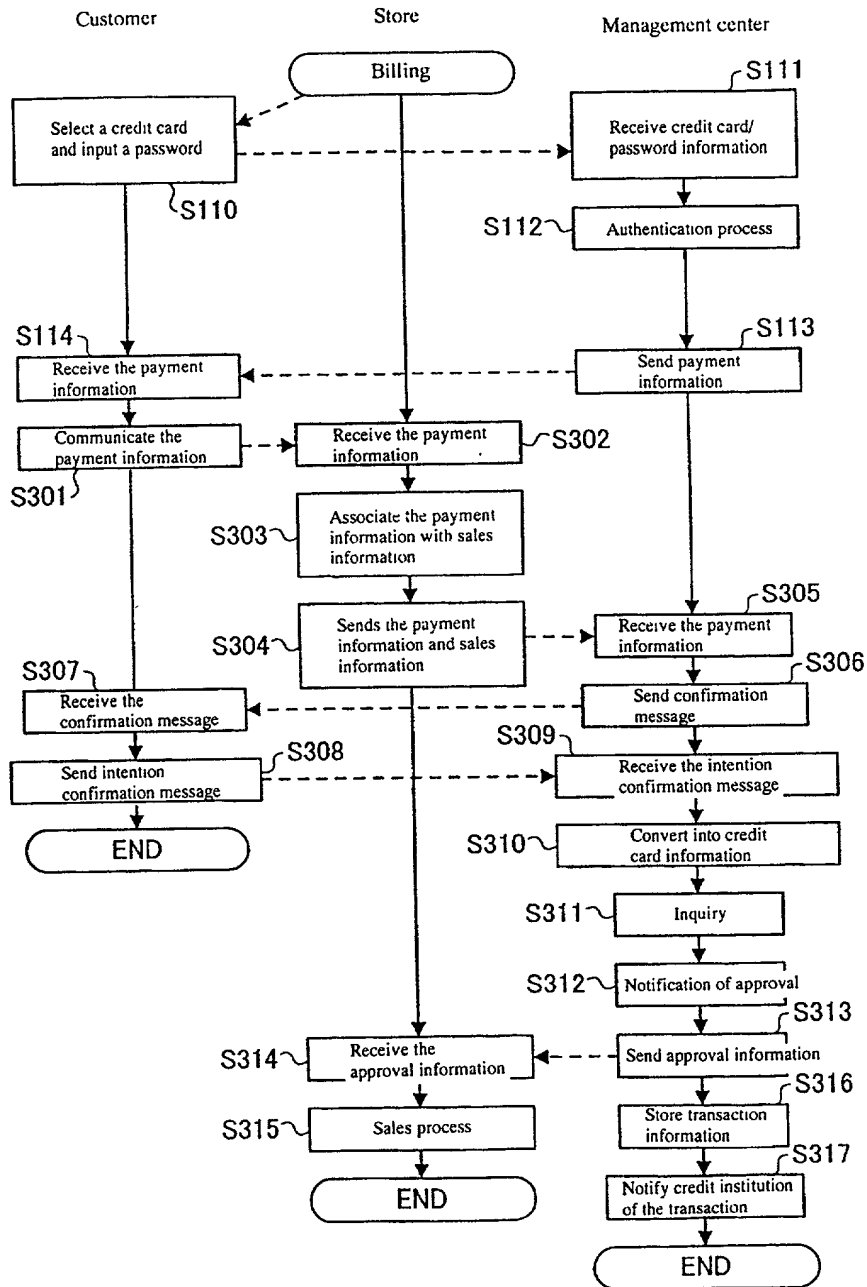 Customer
Store
Management center
Billing
S111
Select a credit card
and input a password
Receive credit card/
password information
S110
S112
Authentication process
S114
S113
Receive the payment
information
Send payment
information
Communicate the
payment information
Receive the payment
information
S302
S301
S303
Associate the payment
information with sales
information
S305
S304
Sends the payment
information and sales
information
Receive the payment
information
S307
S306
Receive the
confirmation message
Send confirmation
message
S308
S309
Send intention
confirmation message
Receive the intention
confirmation message
END
S310
Convert into credit
card information
S311
Inquiry
S312
Notification of approval
S313
S314
Receive the
approval information
Send approval information
S316
S315
Sales process
Store transaction
information
S317
END
Notify credit institution
of the transaction
END